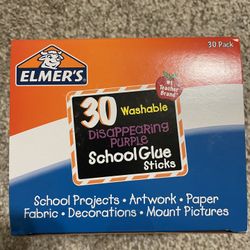 30 Pack
ELMER'S
#1
Teacher
Brand
30 Washable
DISAPPEARING
PURPLE
School Glue
Sticks
School Projects • Artwork • Paper
Fabric • Decorations • Mount Pictures